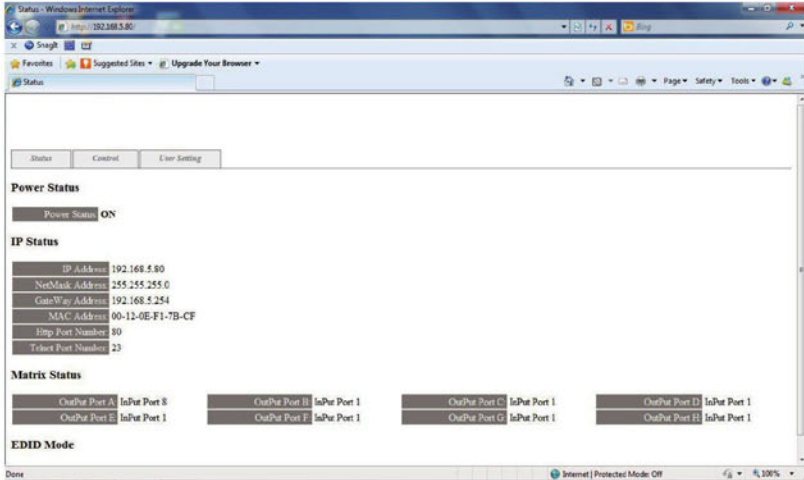 Status - Windows Internet Explorer
http://192.168.5.80/
Bing
x SnagIt
Favorites Suggested Sites Upgrade Your Browser
Status Page Safety Tools
Status Control User Setting
Power Status
Power Status: ON
IP Status
IP Address: 192.168.5.80
NetMask Address: 255.255.255.0
GateWay Address: 192.168.5.254
MAC Address: 00-12-0E-F1-7B-CF
Http Port Number: 80
Telnet Port Number: 23
Matrix Status
OutPut Port A: InPut Port 8 OutPut Port B: InPut Port 1 OutPut Port C: InPut Port 1 OutPut Port D: InPut Port 1
OutPut Port E: InPut Port 1 OutPut Port F: InPut Port 1 OutPut Port G: InPut Port 1 OutPut Port H: InPut Port 1
EDID Mode
Done Internet | Protected Mode: Off 100%